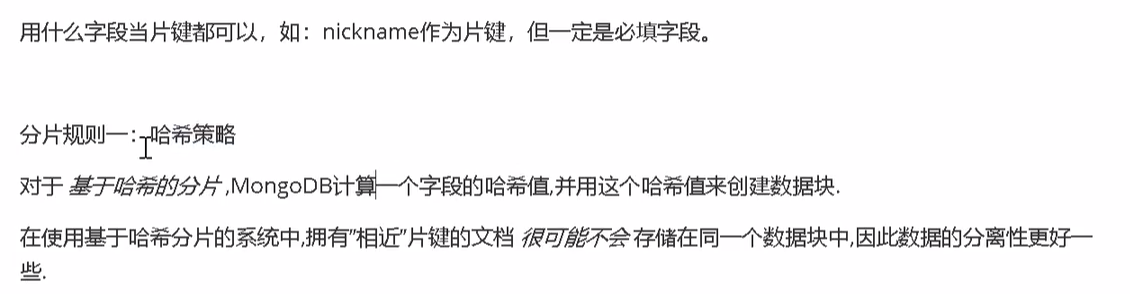 用什么字段当片键都可以，如：nickname作为片键，但一定是必填字段。
分片规则一：哈希策略
对于 基于哈希的分片 ,MongoDB计算一个字段的哈希值,并用这个哈希值来创建数据块.
在使用基于哈希分片的系统中,拥有"相近"片键的文档 很可能不会 存储在同一个数据块中,因此数据的分离性更好一
些.